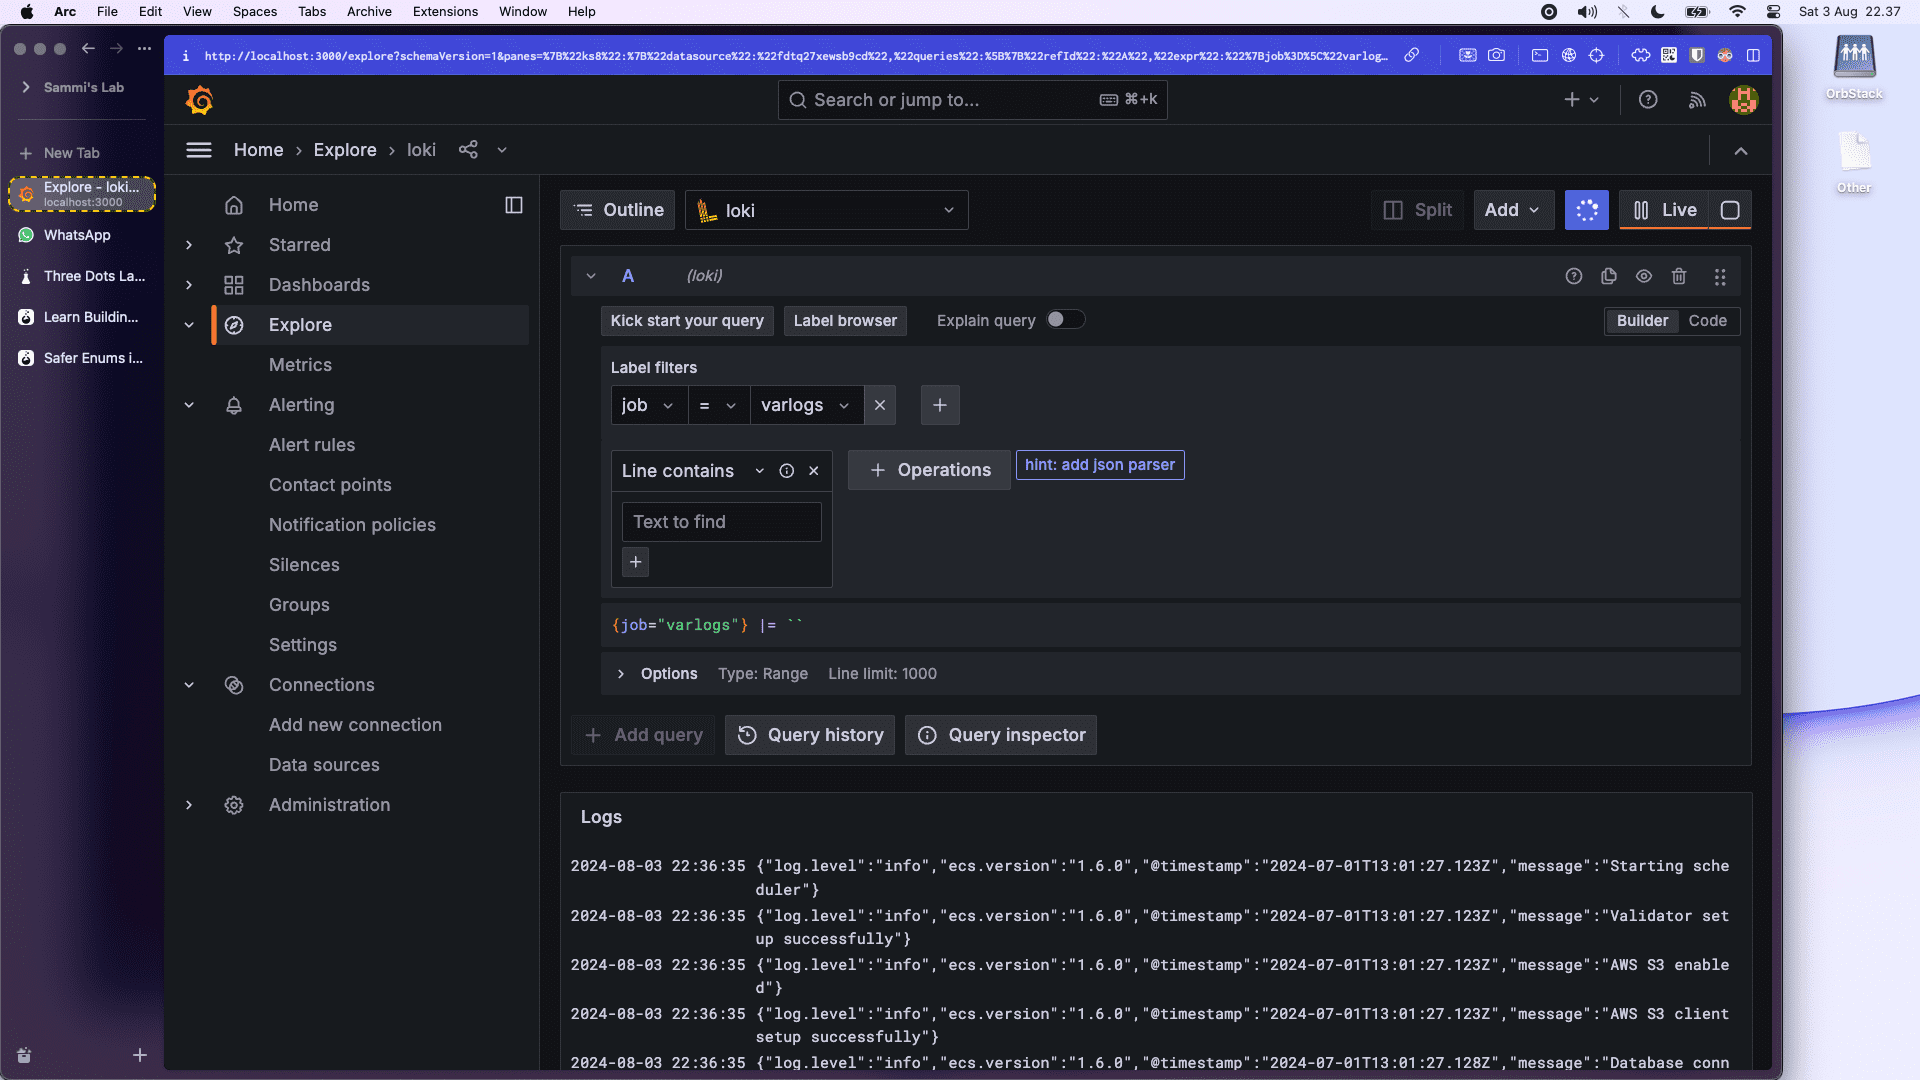 Arc File Edit View Spaces Tabs Archive Extensions Window Help Sat 3 Aug 22.37
http://localhost:3000/explore?schemaVersion=1&panes=%7B%22ks8%22:%7B%22datasource%22:%22fdtq27xewsb9cd%22,%22queries%22:%5B%7B%22refId%22:%22A%22,%22expr%22:%22%7Bjob%3D%5C%22varlog…
Sammi's Lab
New Tab
Explore - loki…
localhost:3000
WhatsApp
Three Dots La…
Learn Buildin…
Safer Enums i…
OrbStack
Other
Search or jump to... ⌘+k
Home › Explore › loki
Home
Starred
Dashboards
Explore
Metrics
Alerting
Alert rules
Contact points
Notification policies
Silences
Groups
Settings
Connections
Add new connection
Data sources
Administration
Outline loki Split Add Live
A (loki)
Kick start your query Label browser Explain query Builder Code
Label filters
job = varlogs
Line contains Operations hint: add json parser
Text to find
{job="varlogs"} |= ``
Options Type: Range Line limit: 1000
Add query Query history Query inspector
Logs
2024-08-03 22:36:35 {"log.level":"info","ecs.version":"1.6.0","@timestamp":"2024-07-01T13:01:27.123Z","message":"Starting sche
duler"}
2024-08-03 22:36:35 {"log.level":"info","ecs.version":"1.6.0","@timestamp":"2024-07-01T13:01:27.123Z","message":"Validator set
up successfully"}
2024-08-03 22:36:35 {"log.level":"info","ecs.version":"1.6.0","@timestamp":"2024-07-01T13:01:27.123Z","message":"AWS S3 enable
d"}
2024-08-03 22:36:35 {"log.level":"info","ecs.version":"1.6.0","@timestamp":"2024-07-01T13:01:27.123Z","message":"AWS S3 client
setup successfully"}
2024-08-03 22:36:35 {"log.level":"info","ecs.version":"1.6.0","@timestamp":"2024-07-01T13:01:27.128Z","message":"Database conn